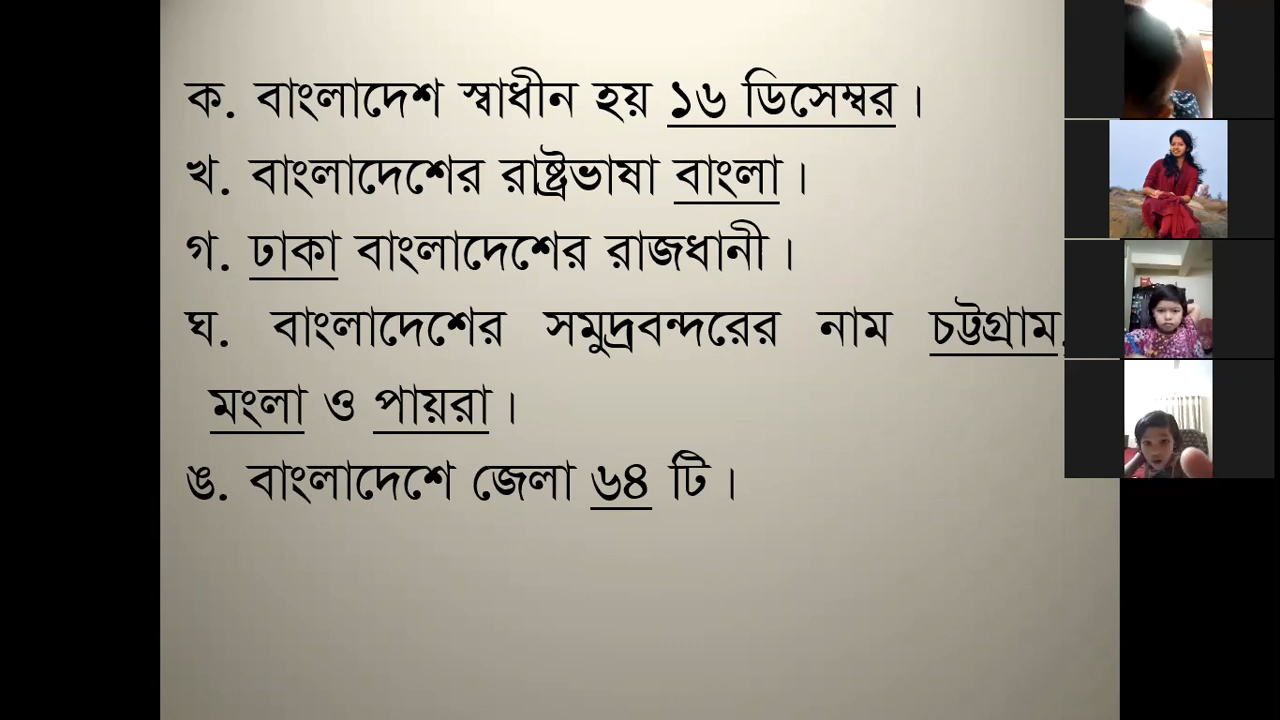 ক. বাংলাদেশ স্বাধীন হয় ১৬ ডিসেম্বর।
খ. বাংলাদেশের রাষ্ট্রভাষা বাংলা।
গ. ঢাকা বাংলাদেশের রাজধানী।
ঘ. বাংলাদেশের সমুদ্রবন্দরের নাম চট্টগ্রাম,
মংলা ও পায়রা।
ঙ. বাংলাদেশে জেলা ৬৪ টি।